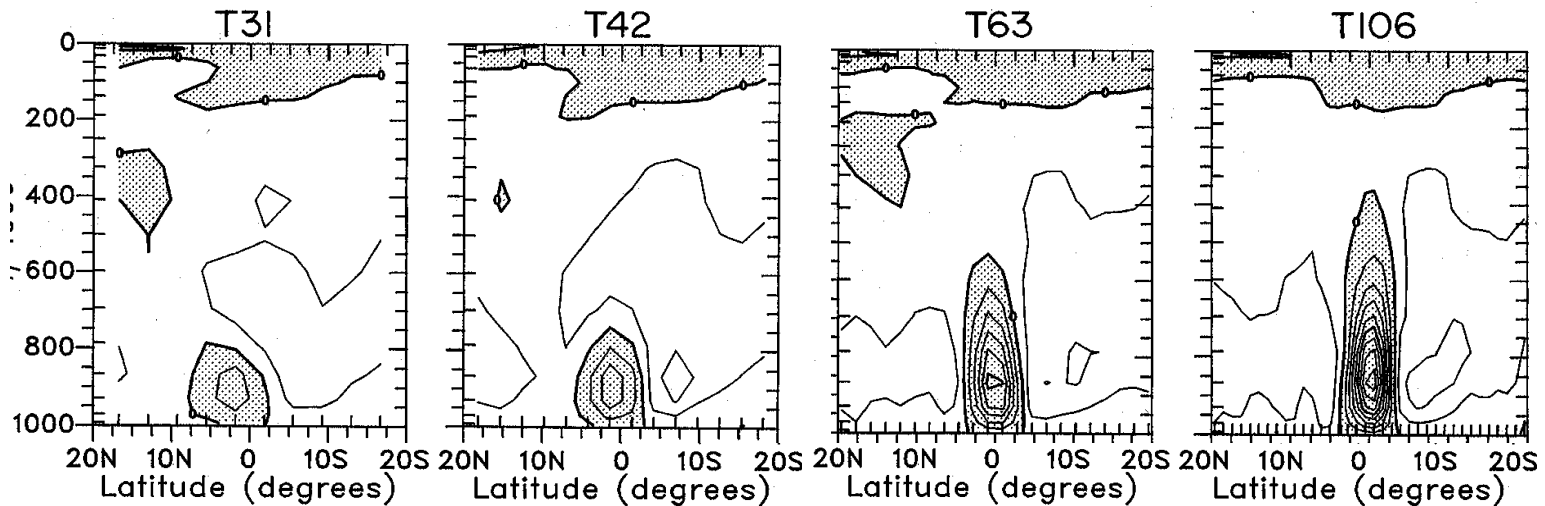 T31 T42 T63 T106
0
200
400
600
800
1000
20N 10N 0 10S 20S 20N 10N 0 10S 20S 20N 10N 0 10S 20S 20N 10N 0 10S 20S
Latitude (degrees) Latitude (degrees) Latitude (degrees) Latitude (degrees)